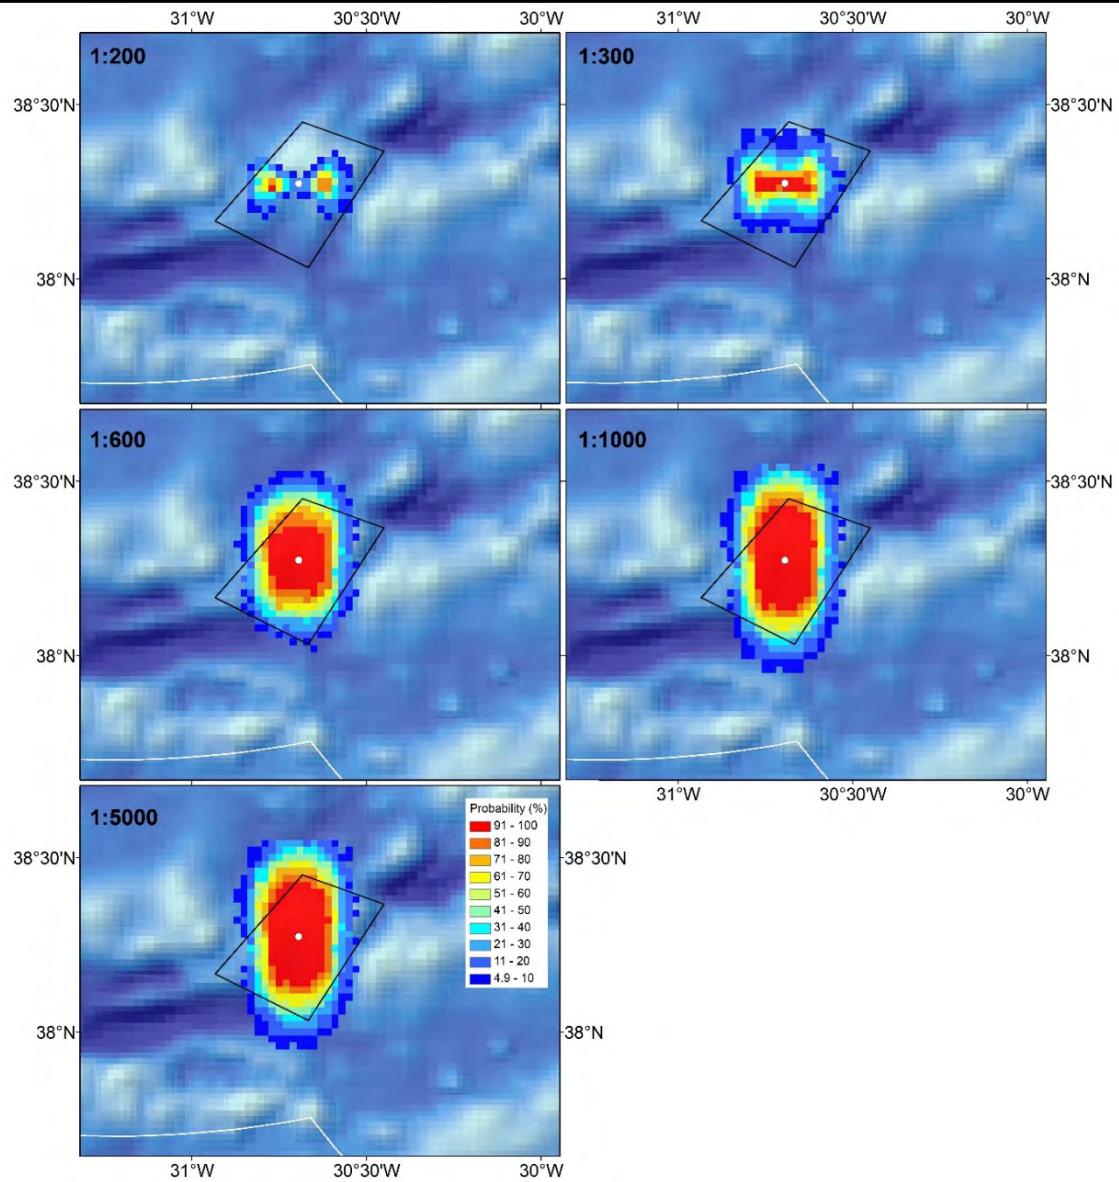 31°W 30°30'W 30°W 31°W 30°30'W 30°W
1:200 1:300
38°30'N 38°30'N
38°N 38°N
1:600 1:1000
38°30'N 38°30'N
38°N 38°N
31°W 30°30'W 30°W
1:5000
Probability (%)
91 - 100
81 - 90
71 - 80
61 - 70
51 - 60
41 - 50
31 - 40
21 - 30
11 - 20
4.9 - 10
38°30'N 38°30'N
38°N 38°N
31°W 30°30'W 30°W